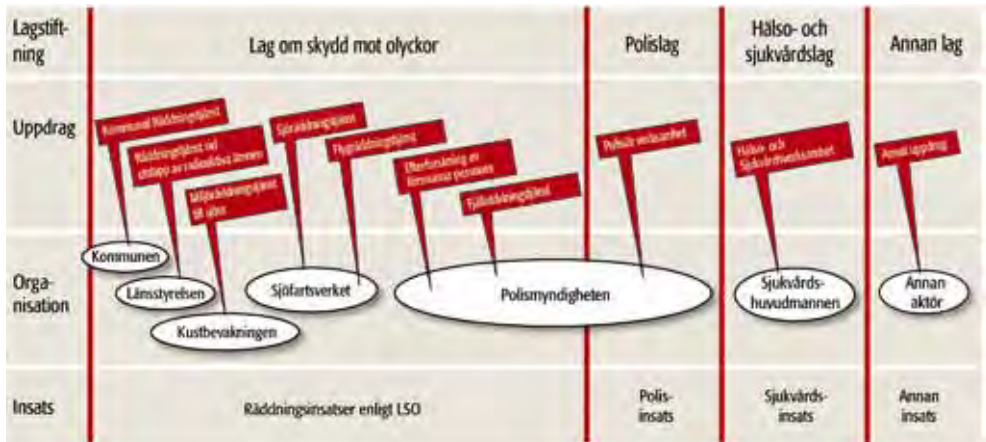 Lagstift-
ning
Lag om skydd mot olyckor
Polislag
Hälso- och
sjukvårdslag
Annan lag
Uppdrag
Kommunal Räddningstjänst
Räddningstjänst vid
utsläpp av radioaktiva ämnen
Miljöräddningstjänst
till sjöss
Sjöräddningstjänst
Flygräddningstjänst
Efterforskning av
försvunna personer
Fjällräddningstjänst
Polisiär verksamhet
Hälso- och
Sjukvårdsverksamhet
Annat uppdrag
Orga-
nisation
Kommunen
Länsstyrelsen
Kustbevakningen
Sjöfartsverket
Polismyndigheten
Sjukvårds-
huvudmannen
Annan
aktör
Insats
Räddningsinsatser enligt LSO
Polis-
insats
Sjukvårds-
insats
Annan
insats